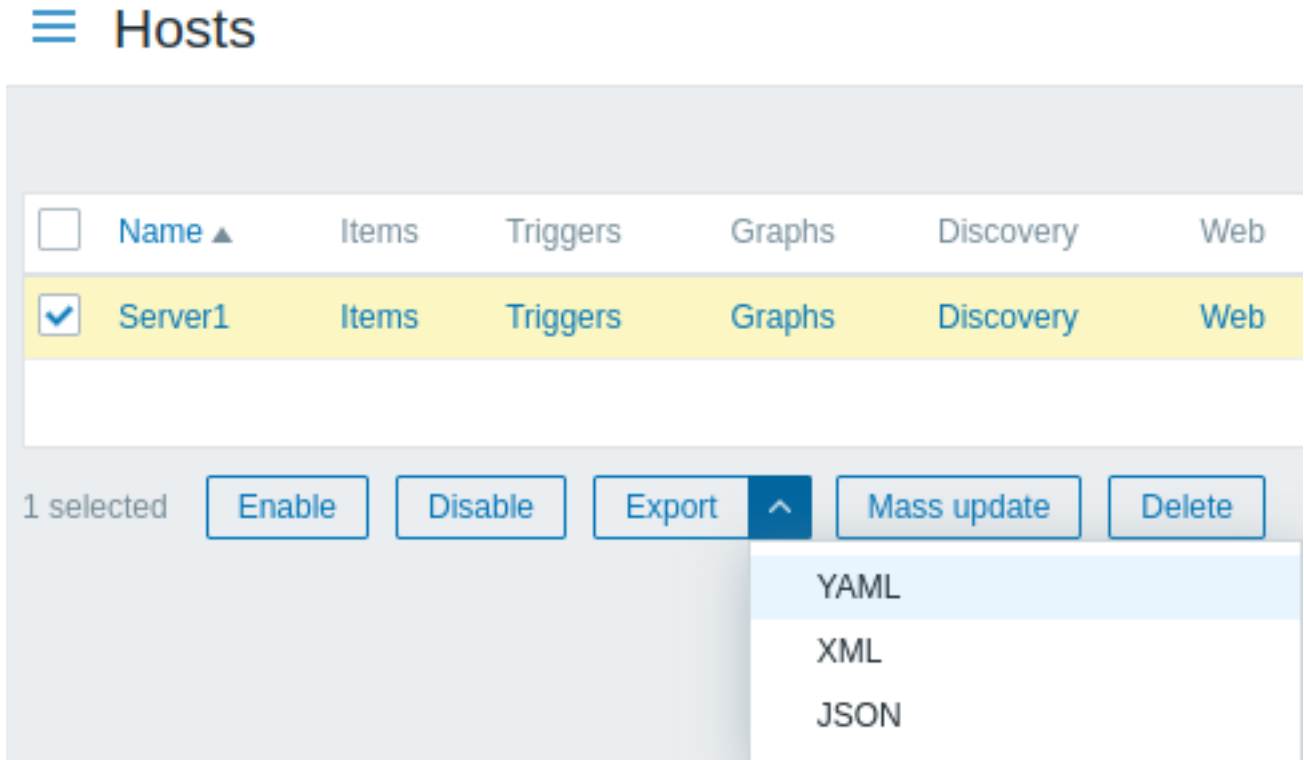 Hosts
Name Items Triggers Graphs Discovery Web
Server1 Items Triggers Graphs Discovery Web
1 selected Enable Disable Export Mass update Delete
YAML
XML
JSON